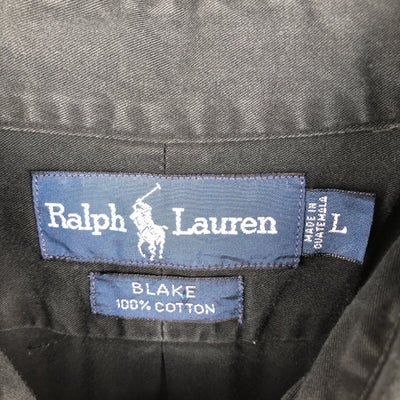 Ralph Lauren
MADE IN
GUATEMALA
L
BLAKE
100% COTTON